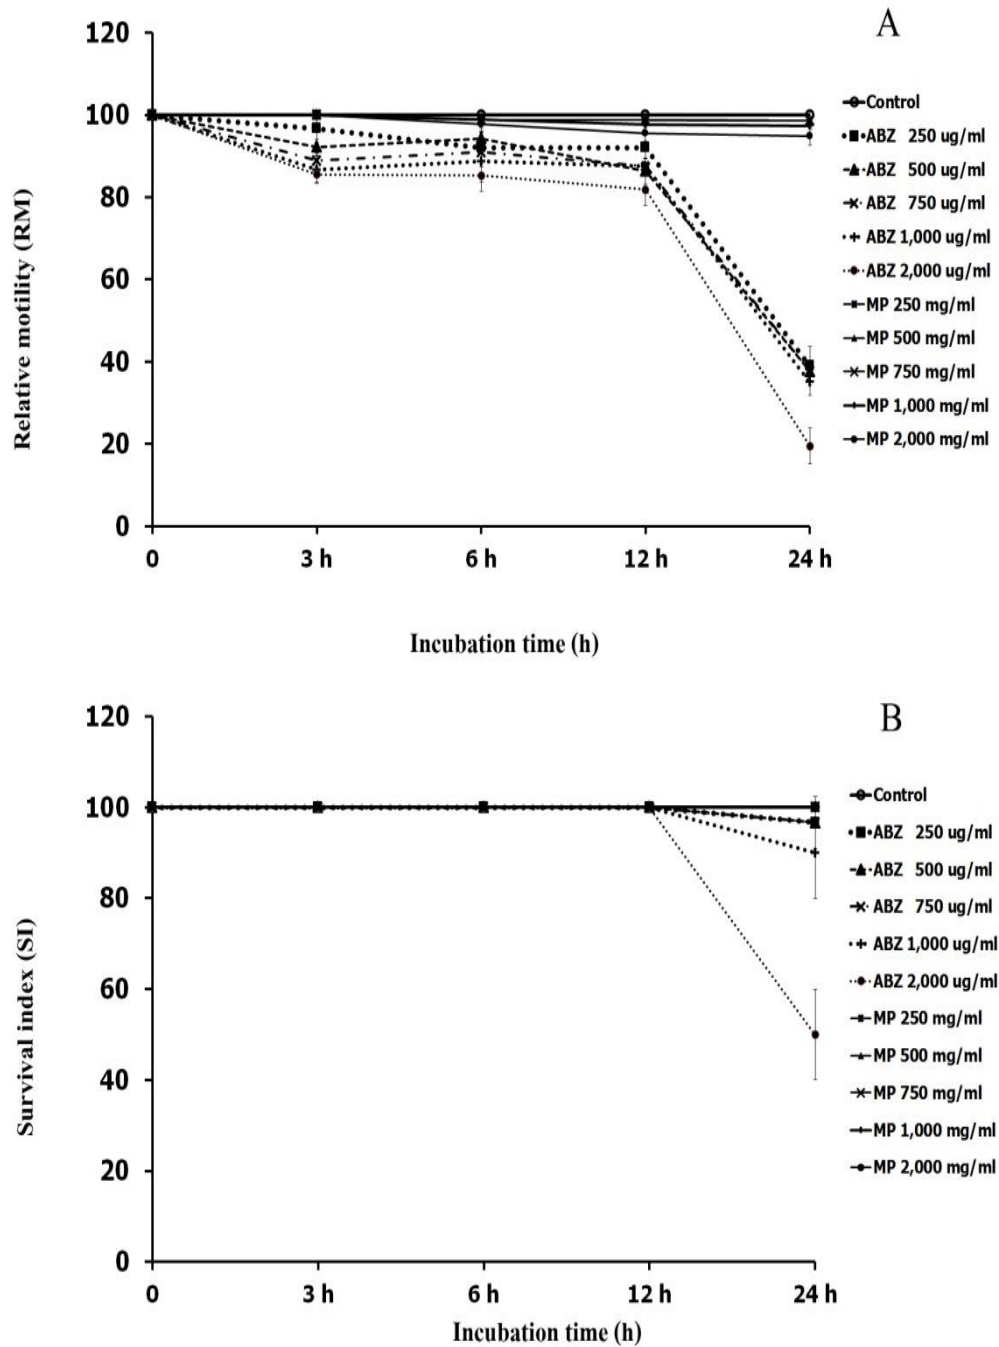 A
120
100
80
60
40
20
0
0 3 h 6 h 12 h 24 h
Relative motility (RM)
Incubation time (h)
Control
ABZ 250 ug/ml
ABZ 500 ug/ml
ABZ 750 ug/ml
ABZ 1,000 ug/ml
ABZ 2,000 ug/ml
MP 250 mg/ml
MP 500 mg/ml
MP 750 mg/ml
MP 1,000 mg/ml
MP 2,000 mg/ml
B
120
100
80
60
40
20
0
0 3 h 6 h 12 h 24 h
Survival index (SI)
Incubation time (h)
Control
ABZ 250 ug/ml
ABZ 500 ug/ml
ABZ 750 ug/ml
ABZ 1,000 ug/ml
ABZ 2,000 ug/ml
MP 250 mg/ml
MP 500 mg/ml
MP 750 mg/ml
MP 1,000 mg/ml
MP 2,000 mg/ml